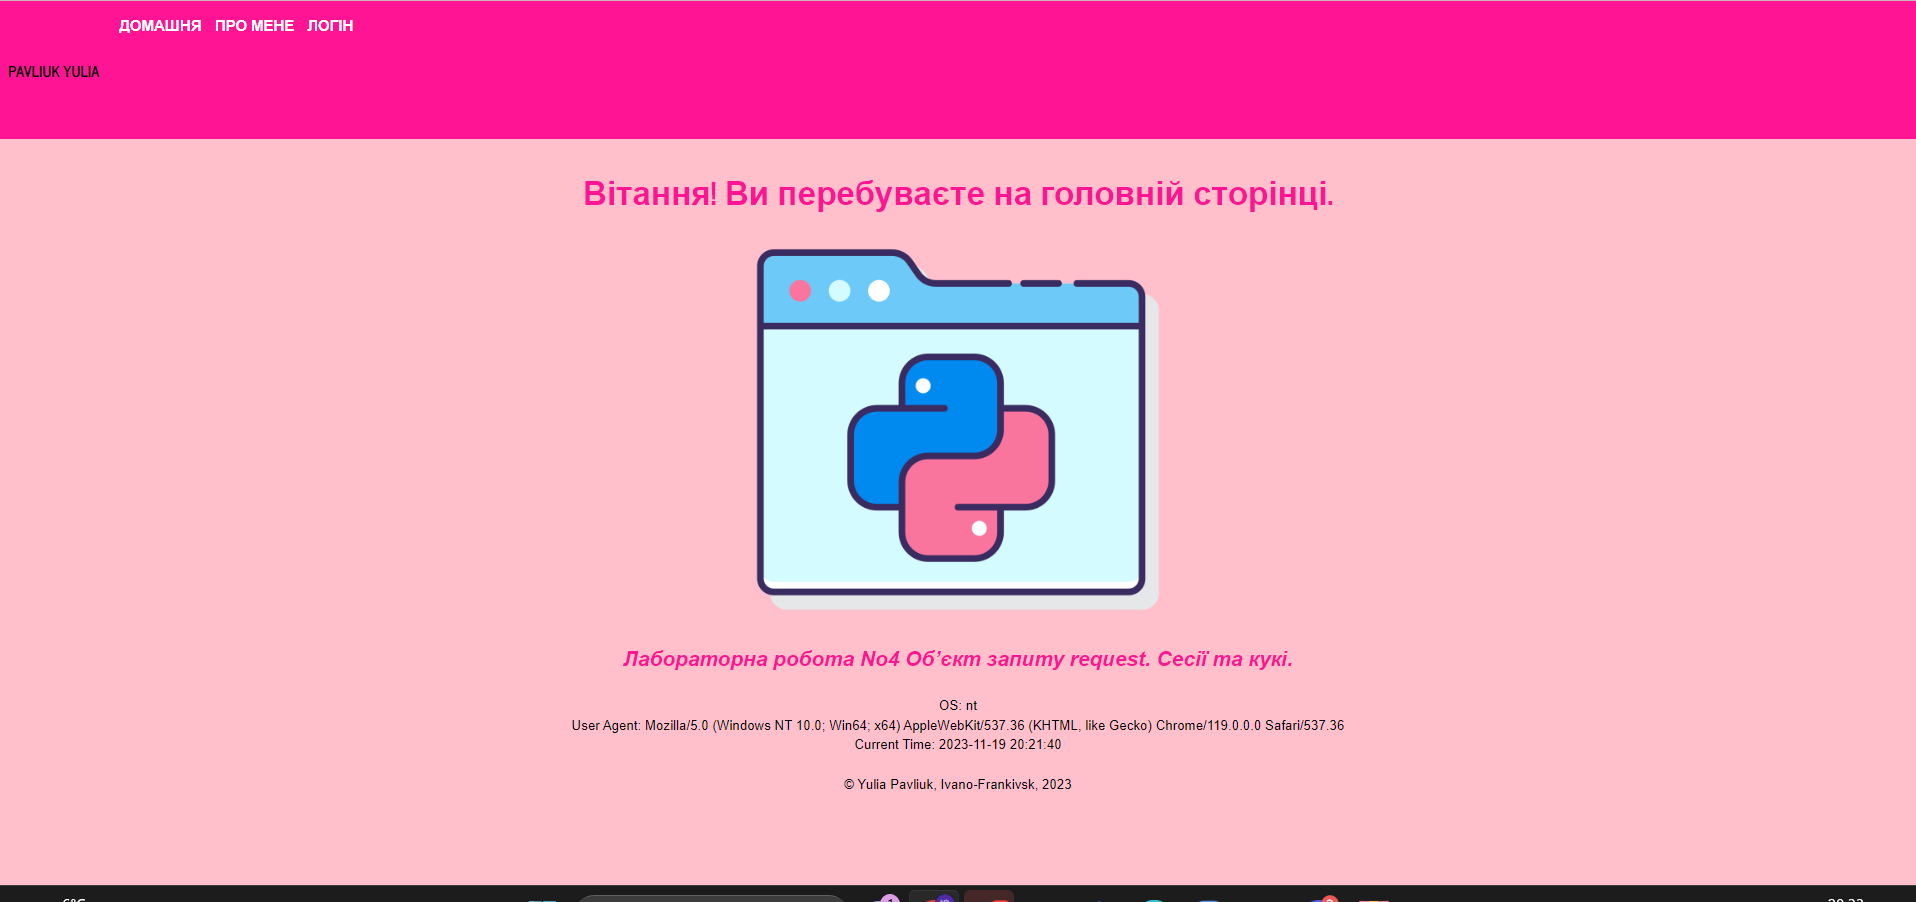 ДОМАШНЯ ПРО МЕНЕ ЛОГІН
PAVLIUK YULIA
Вітання! Ви перебуваєте на головній сторінці.
Лабораторна робота No4 Об’єкт запиту request. Сесії та кукі.
OS: nt
User Agent: Mozilla/5.0 (Windows NT 10.0; Win64; x64) AppleWebKit/537.36 (KHTML, like Gecko) Chrome/119.0.0.0 Safari/537.36
Current Time: 2023-11-19 20:21:40
© Yulia Pavliuk, Ivano-Frankivsk, 2023